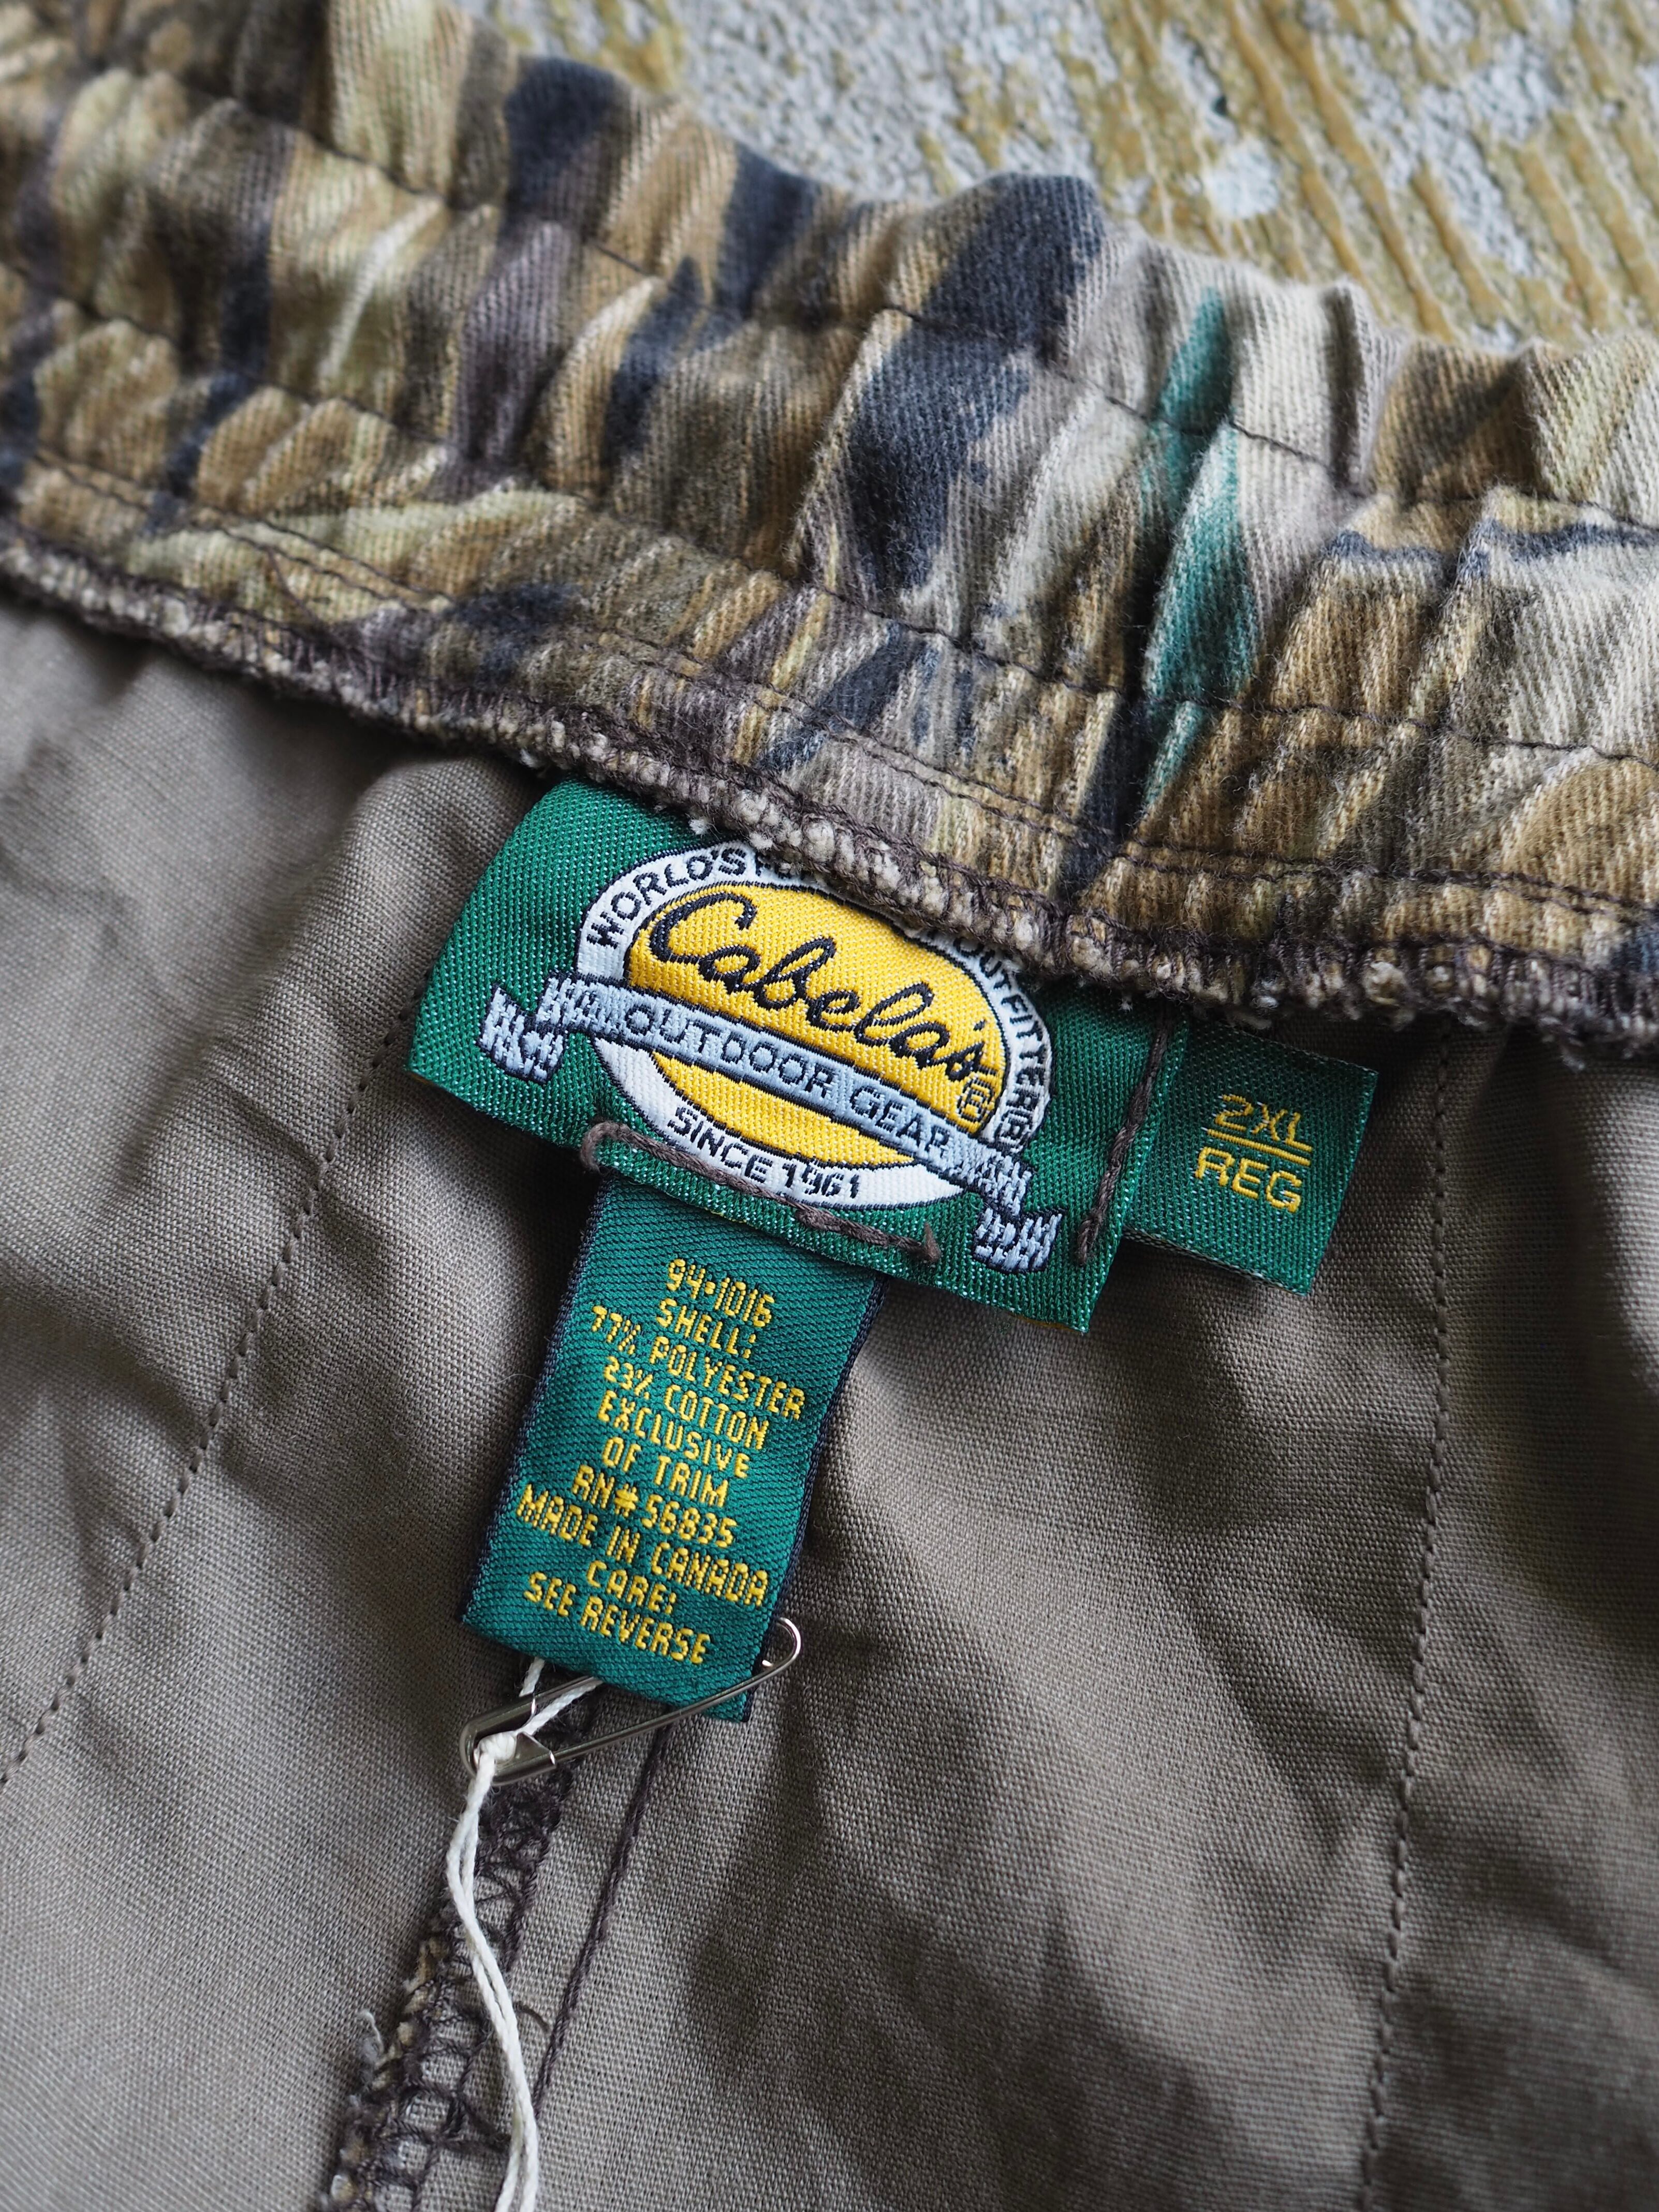 WORLD'S OUTFITTER®
Cabela's®
OUTDOOR GEAR
SINCE 1961
2XL
REG
94•1016
SHELL:
77% POLYESTER
23% COTTON
EXCLUSIVE
OF TRIM
RN#56835
MADE IN CANADA
CARE:
SEE REVERSE